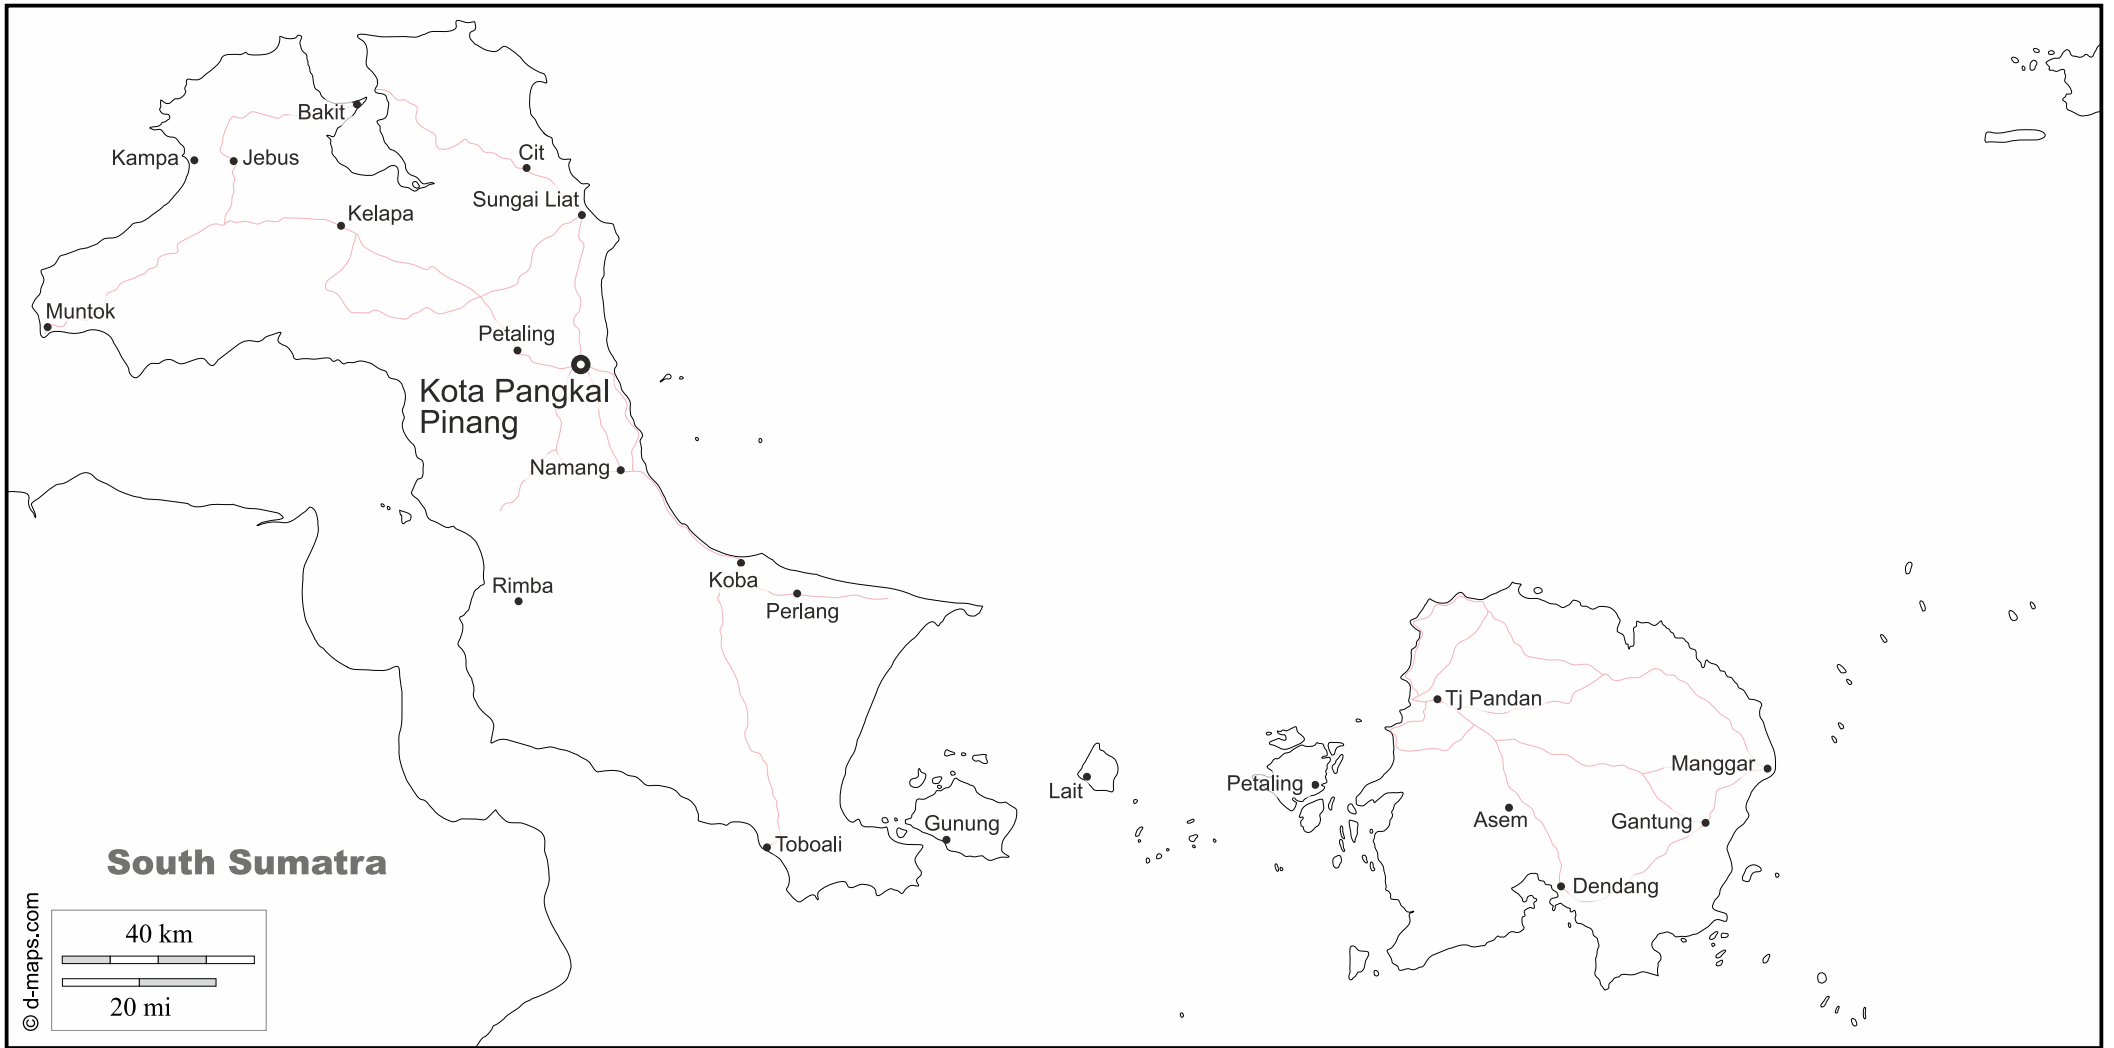 Bakit
Kampa
Jebus
Cit
Sungai Liat
Kelapa
Muntok
Petaling
Kota Pangkal
Pinang
Namang
Koba
Rimba
Perlang
Tj Pandan
Manggar
Petaling
Lait
Asem
Gantung
Gunung
Toboali
Dendang
South Sumatra
40 km
20 mi
© d-maps.com